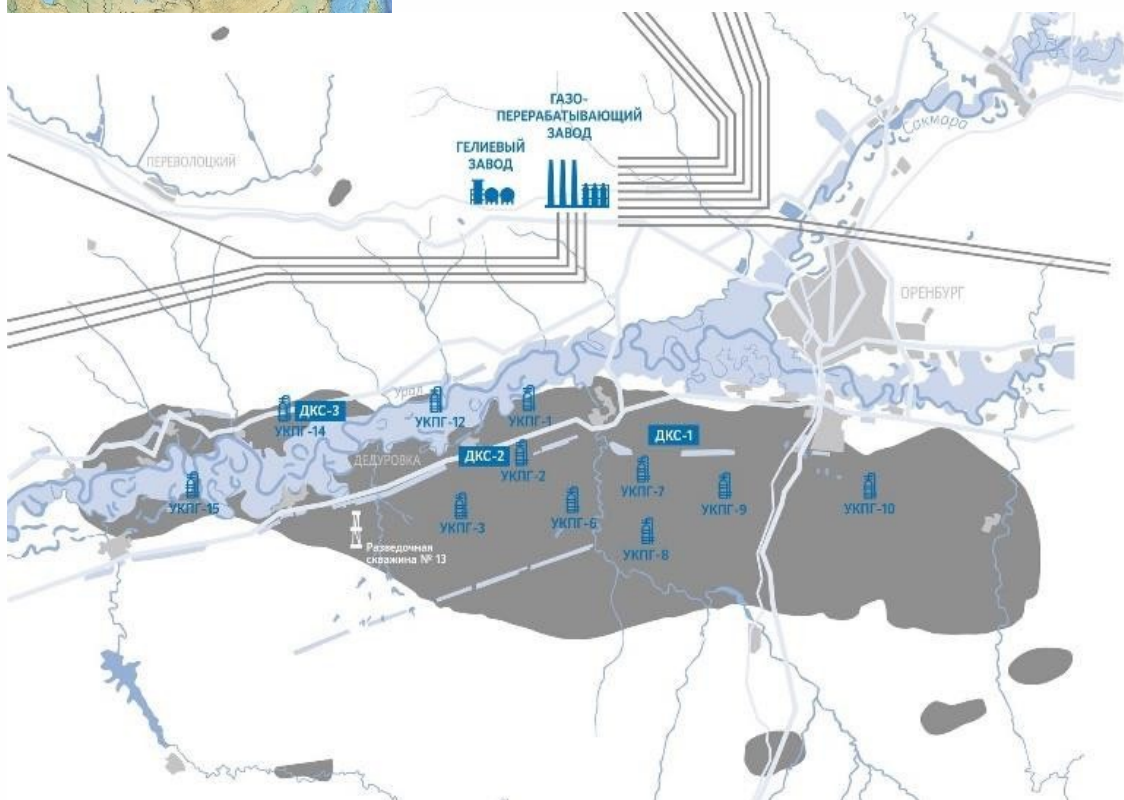 ГАЗО-
ПЕРЕРАБАТЫВАЮЩИЙ
ЗАВОД
ГЕЛИЕВЫЙ
ЗАВОД
Сакмара
ПЕРЕВОЛОЦКИЙ
ОРЕНБУРГ
Урал
ДКС-3
УКПГ-14
УКПГ-12
УКПГ-1
ДКС-1
ДЕДУРОВКА
ДКС-2
УКПГ-2
УКПГ-7
УКПГ-15
УКПГ-3
УКПГ-6
УКПГ-9
УКПГ-10
УКПГ-8
Разведочная
скважина № 13